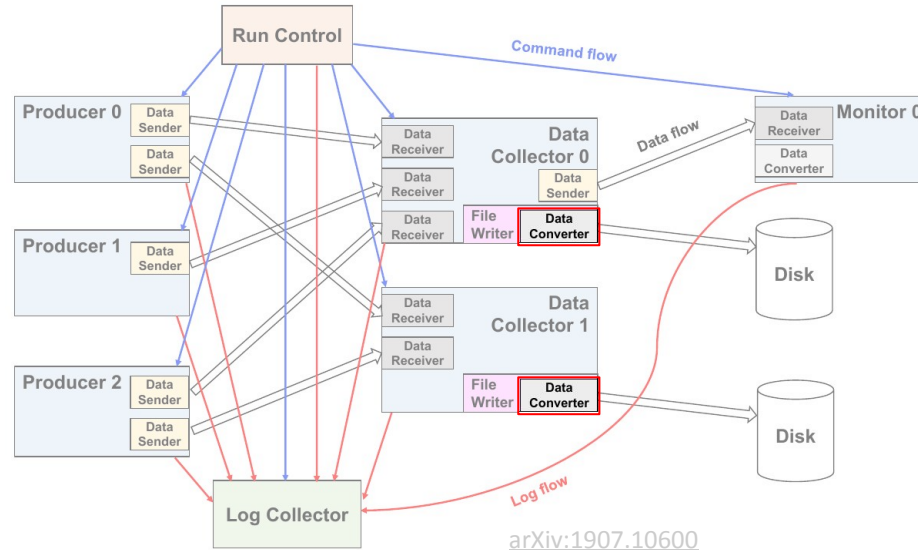 Run Control
Command flow
Producer 0
Data
Sender
Data
Sender
Data
Receiver
Data
Collector 0
Data
Receiver
Data
Sender
Data
Receiver
File
Writer
Data
Converter
Data flow
Data
Receiver
Monitor 0
Data
Converter
Producer 1
Data
Sender
Disk
Data
Receiver
Data
Collector 1
Data
Receiver
File
Writer
Data
Converter
Producer 2
Data
Sender
Data
Sender
Disk
Log Collector
Log flow
arXiv:1907.10600